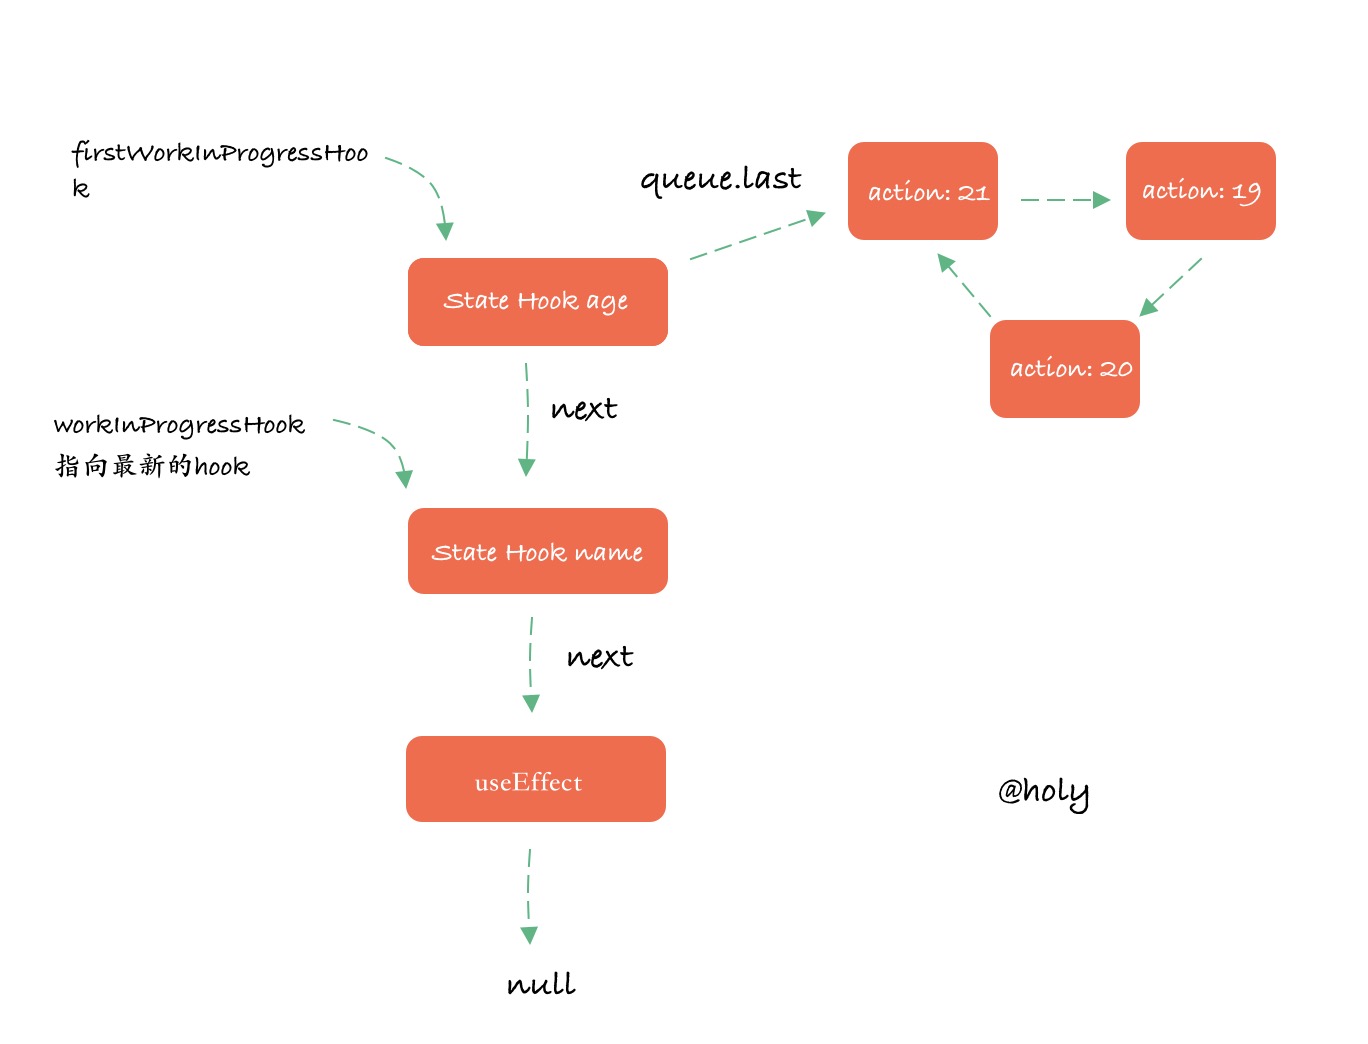 firstWorkInProgressHoo
k
queue.last
action: 21
action: 19
State Hook age
action: 20
next
workInProgressHook
指向最新的hook
State Hook name
next
useEffect
@holy
null